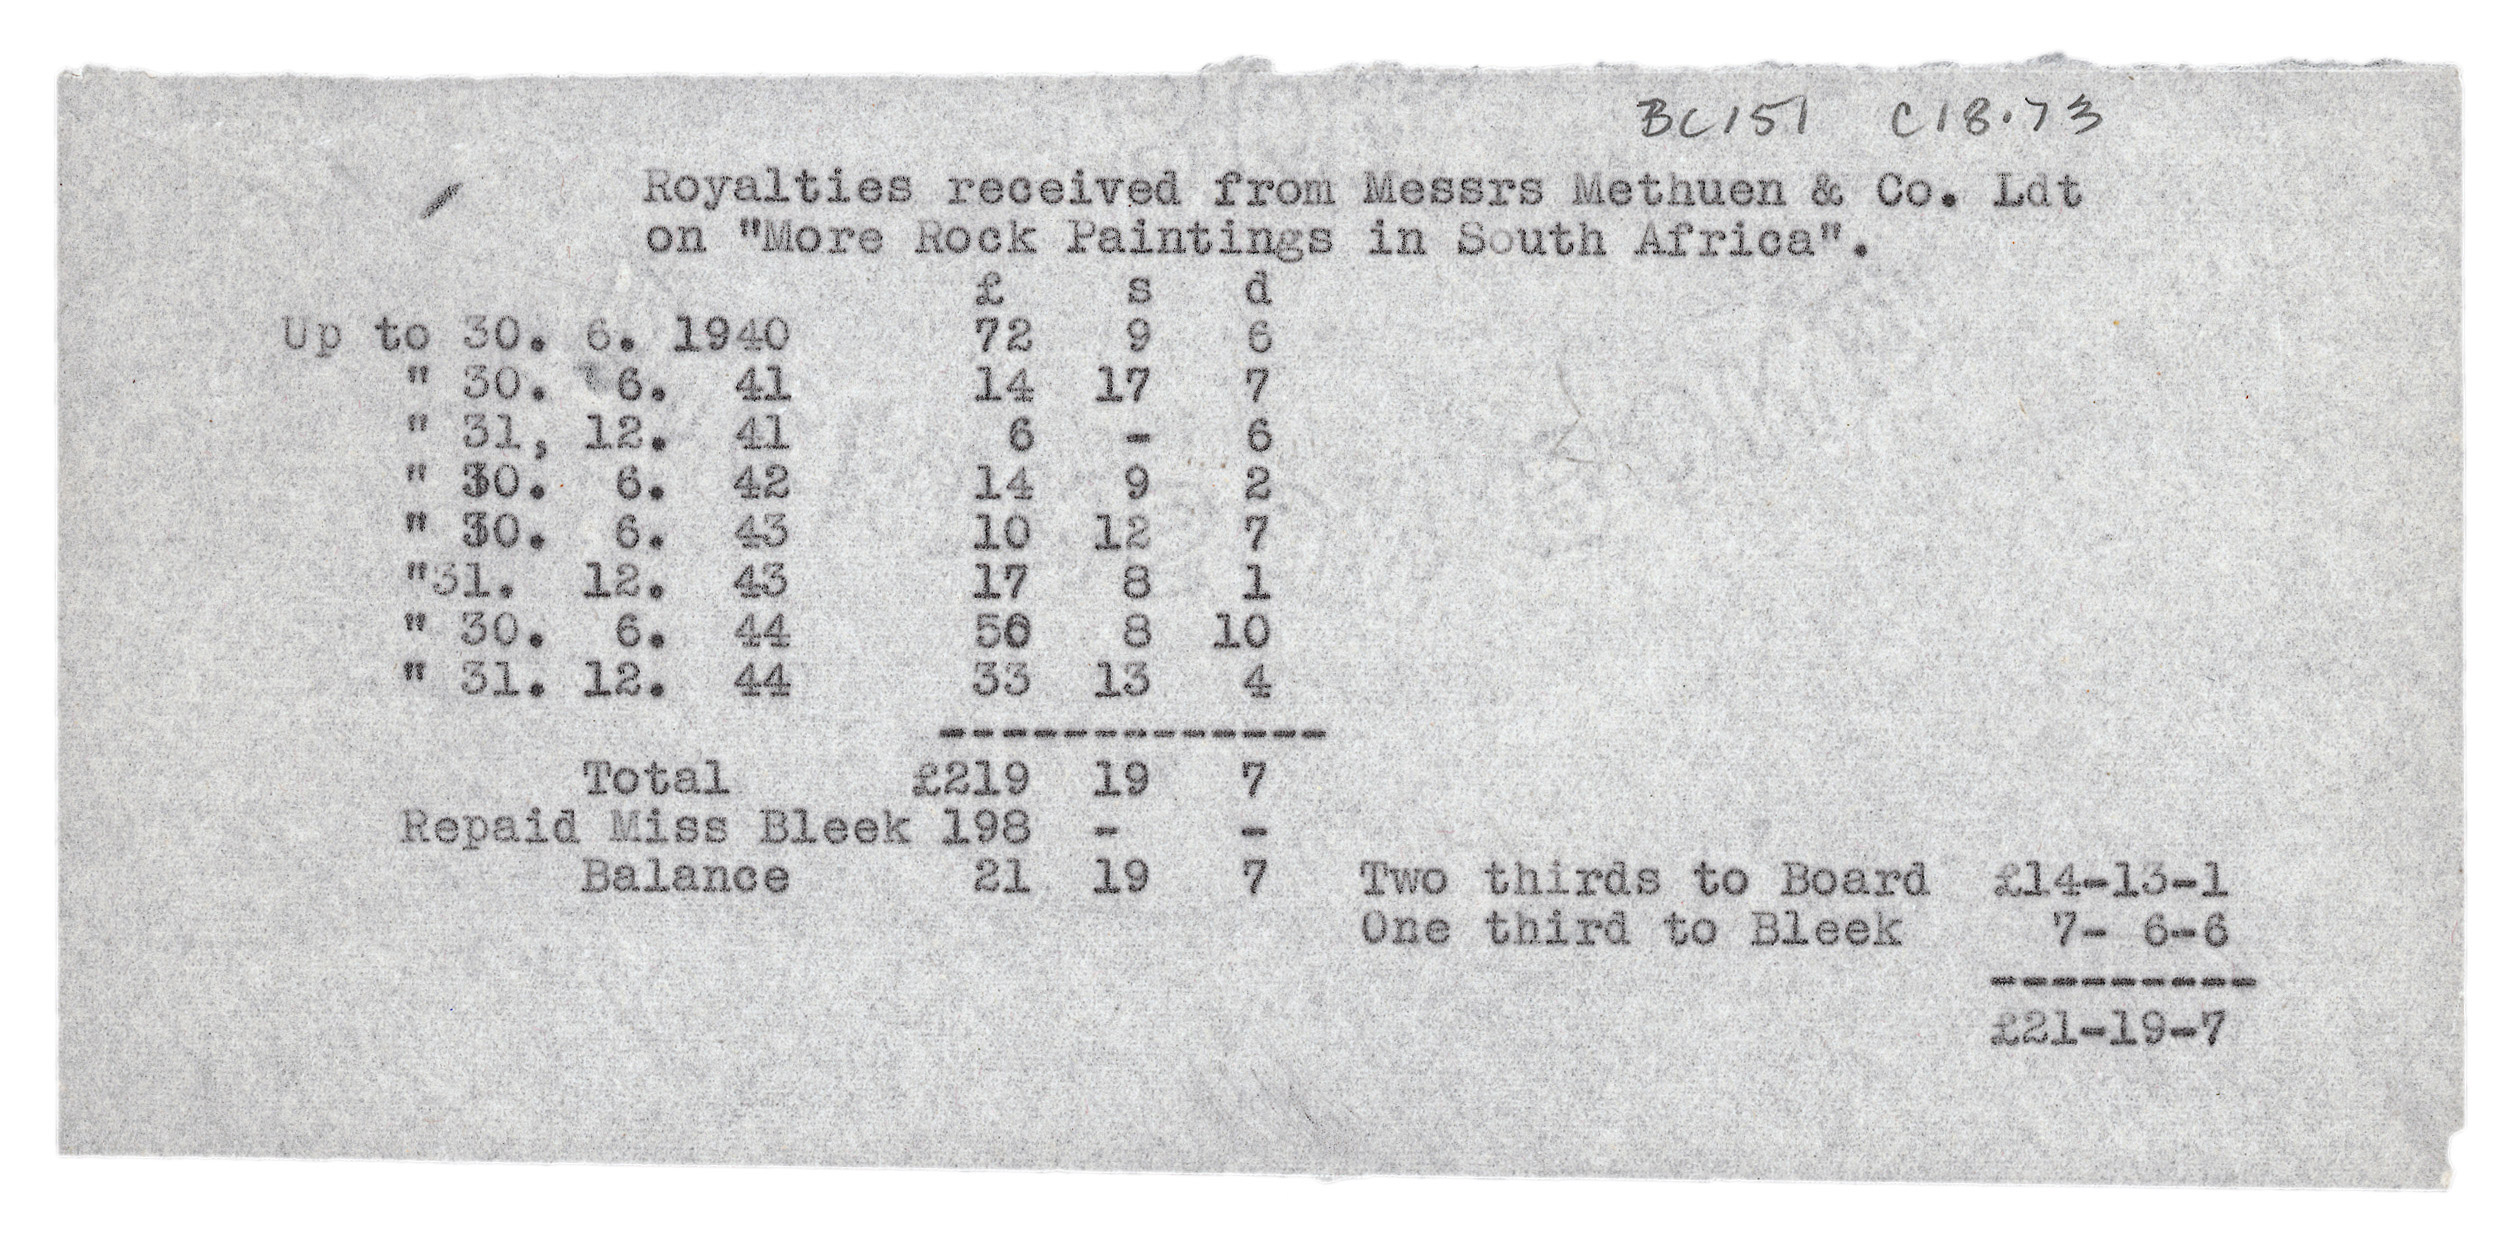 BC151 C18.73
Royalties received from Messrs Methuen & Co. Ldt
on "More Rock Paintings in South Africa".
£ s d
Up to 30. 6. 1940 72 9 6
" 30. 6. 41 14 17 7
" 31, 12. 41 6 - 6
" 30. 6. 42 14 9 2
" 30. 6. 43 10 12 7
"31. 12. 43 17 8 1
" 30. 6. 44 50 8 10
" 31. 12. 44 33 13 4
-------------
Total £219 19 7
Repaid Miss Bleek 198 - -
Balance 21 19 7 Two thirds to Board £14-13-1
One third to Bleek 7- 6-6
---------
£21-19-7